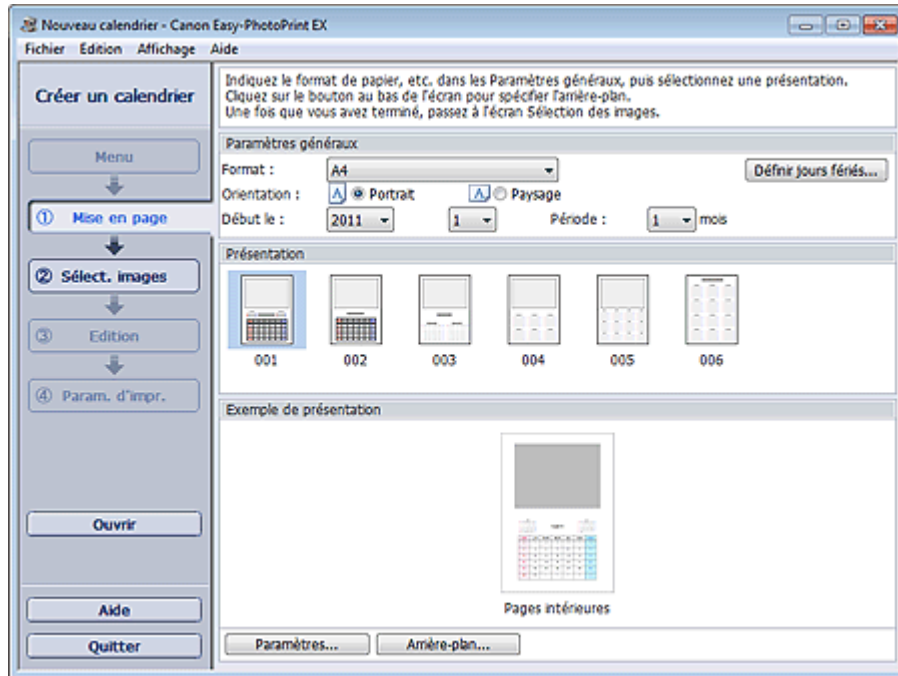 Nouveau calendrier - Canon Easy-PhotoPrint EX
Fichier Édition Affichage Aide
Créer un calendrier
Menu
① Mise en page
② Sélect. images
③ Edition
④ Param. d'impr.
Ouvrir
Aide
Quitter
Indiquez le format de papier, etc. dans les Paramètres généraux, puis sélectionnez une présentation.
Cliquez sur le bouton au bas de l'écran pour spécifier l'arrière-plan.
Une fois que vous avez terminé, passez à l'écran Sélection des images.
Paramètres généraux
Format : A4 Définir jours fériés...
Orientation : A Portrait A Paysage
Début le : 2011 1 Période : 1 mois
Présentation
001 002 003 004 005 006
Exemple de présentation
Pages intérieures
Paramètres... Arrière-plan...